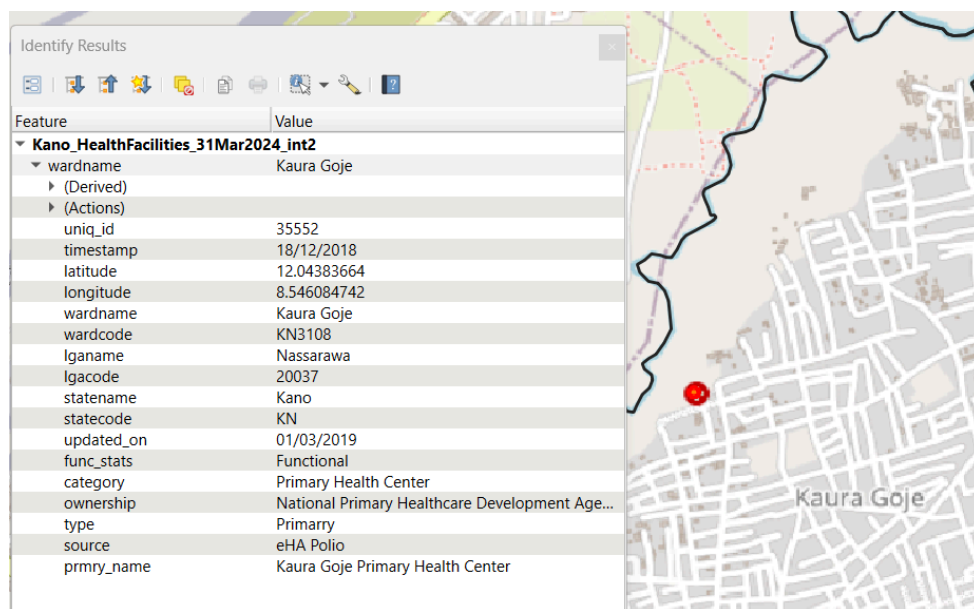 Identify Results
Feature Value
Kano_HealthFacilities_31Mar2024_int2
wardname Kaura Goje
(Derived)
(Actions)
uniq_id 35552
timestamp 18/12/2018
latitude 12.04383664
longitude 8.546084742
wardname Kaura Goje
wardcode KN3108
lganame Nassarawa
lgacode 20037
statename Kano
statecode KN
updated_on 01/03/2019
func_stats Functional
category Primary Health Center
ownership National Primary Healthcare Development Age...
type Primarry
source eHA Polio
prmry_name Kaura Goje Primary Health Center
Kaura Goje